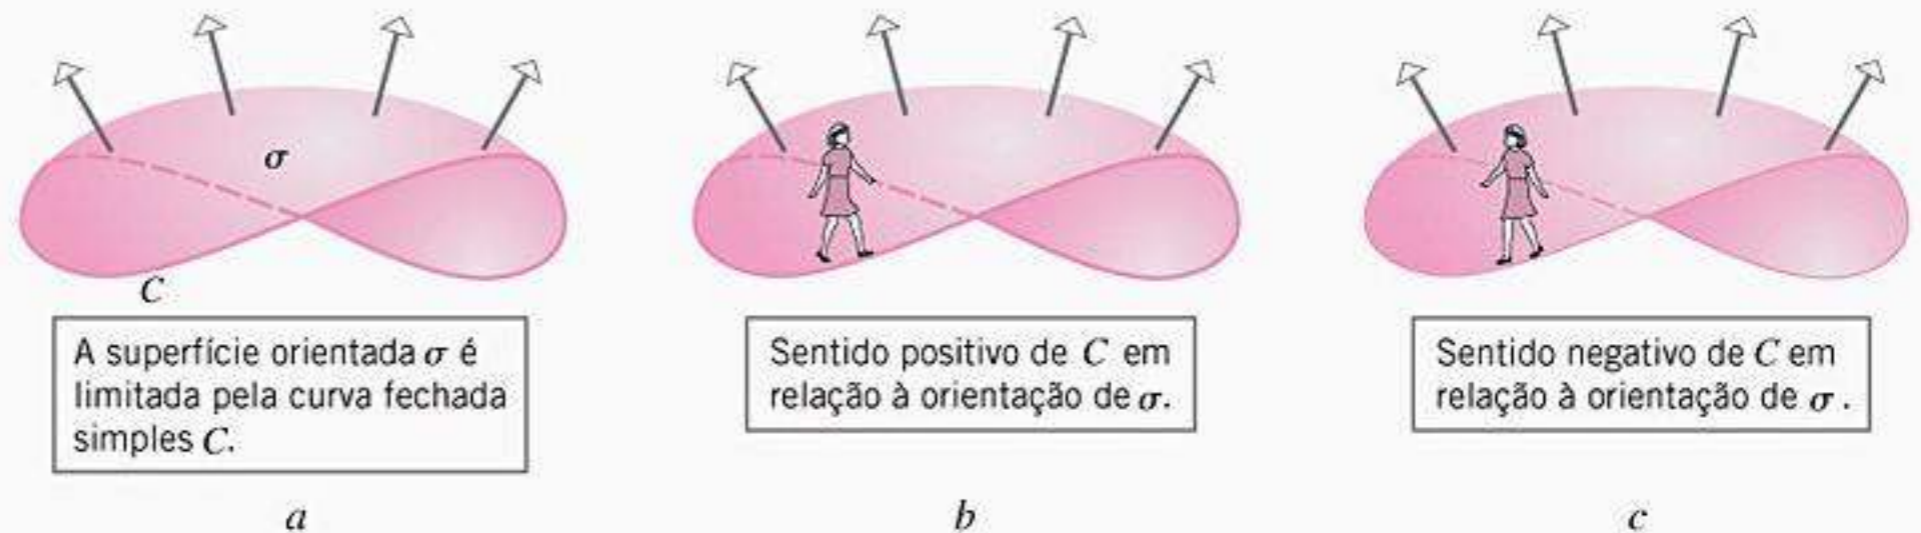 σ
C
A superfície orientada σ é
limitada pela curva fechada
simples C.
a
Sentido positivo de C em
relação à orientação de σ.
b
Sentido negativo de C em
relação à orientação de σ .
c